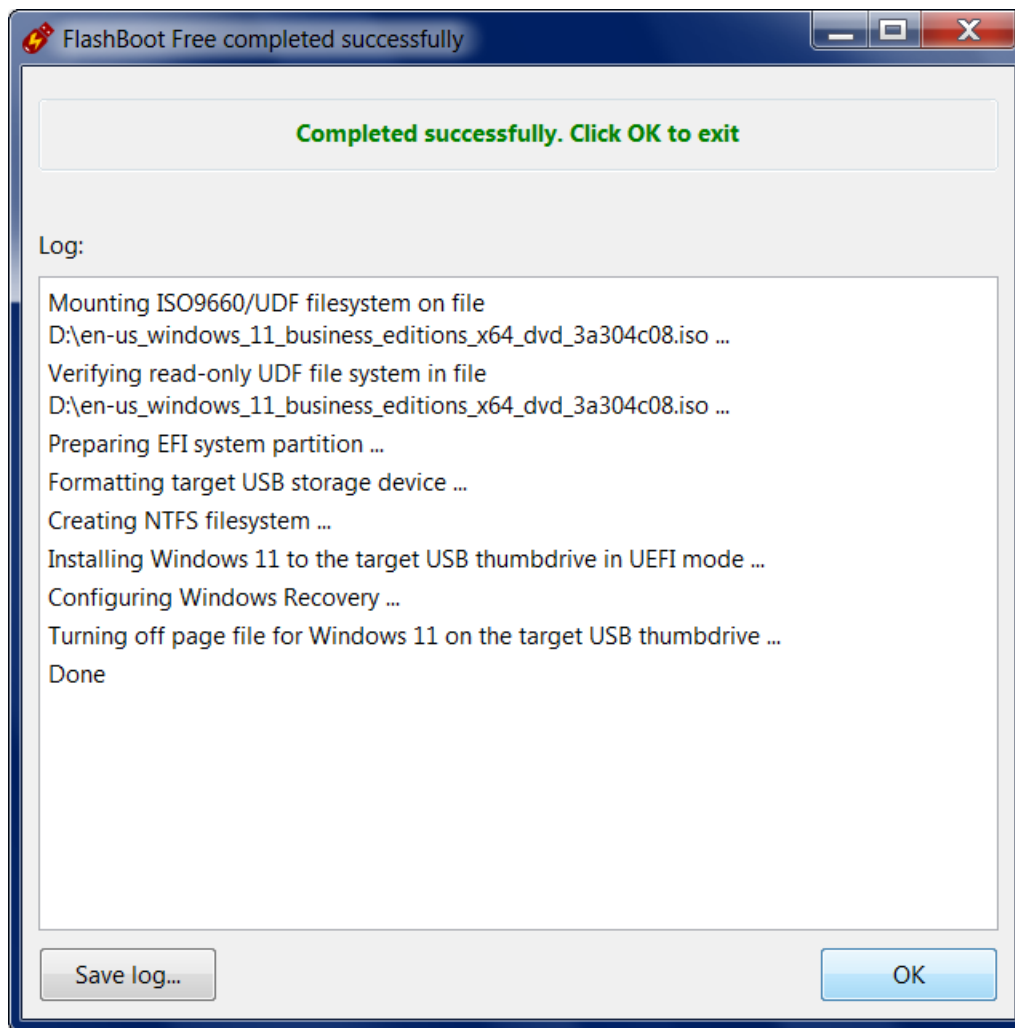 FlashBoot Free completed successfully
Completed successfully. Click OK to exit
Log:
Mounting ISO9660/UDF filesystem on file
D:\en-us_windows_11_business_editions_x64_dvd_3a304c08.iso ...
Verifying read-only UDF file system in file
D:\en-us_windows_11_business_editions_x64_dvd_3a304c08.iso ...
Preparing EFI system partition ...
Formatting target USB storage device ...
Creating NTFS filesystem ...
Installing Windows 11 to the target USB thumbdrive in UEFI mode ...
Configuring Windows Recovery ...
Turning off page file for Windows 11 on the target USB thumbdrive ...
Done
Save log...
OK